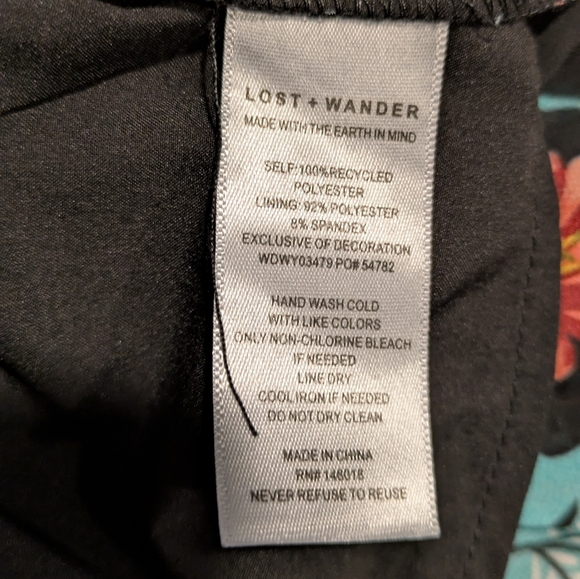 LOST + WANDER
MADE WITH THE EARTH IN MIND
SELF:100% RECYCLED
POLYESTER
LINING: 92% POLYESTER
8% SPANDEX
EXCLUSIVE OF DECORATION
WDWY03479 PO# 54782
HAND WASH COLD
WITH LIKE COLORS
ONLY NON-CHLORINE BLEACH
IF NEEDED
LINE DRY
COOL IRON IF NEEDED
DO NOT DRY CLEAN
MADE IN CHINA
RN# 146018
NEVER REFUSE TO REUSE